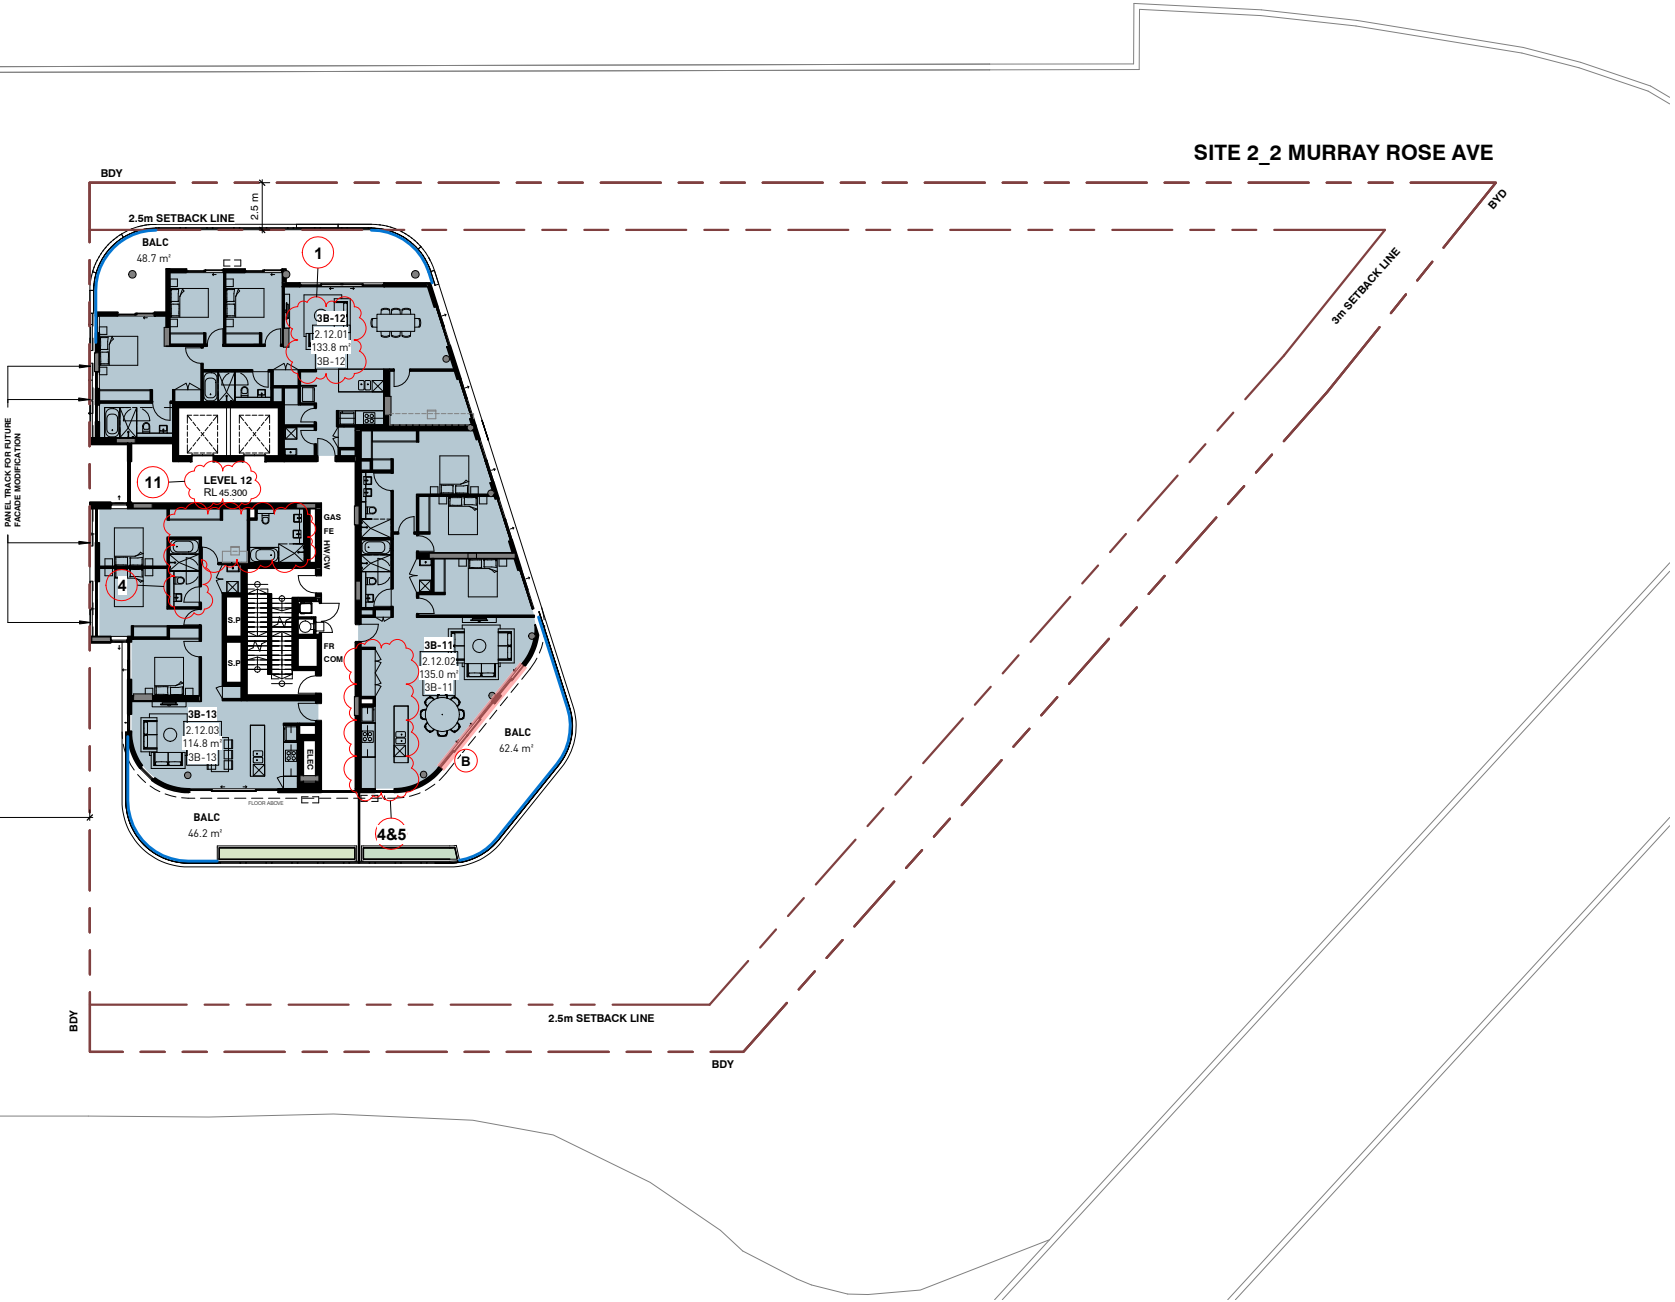 SITE 2_2 MURRAY ROSE AVE
BDY
BYD
2.5 m
2.5m SETBACK LINE
3m SETBACK LINE
BALC
48.7 m²
1
3B-12
2.12.01
133.8 m²
3B-12
PANEL TRACK FOR FUTURE
FACADE MODIFICATION
11
LEVEL 12
RL 45.300
GAS
FE
HW/CW
4
S.P
S.P
FR
COM
3B-11
2.12.02
135.0 m²
3B-11
3B-13
2.12.03
114.8 m²
3B-13
ELEC
B
BALC
62.4 m²
FLOOR ABOVE
BALC
46.2 m²
4&5
BDY
2.5m SETBACK LINE
BDY